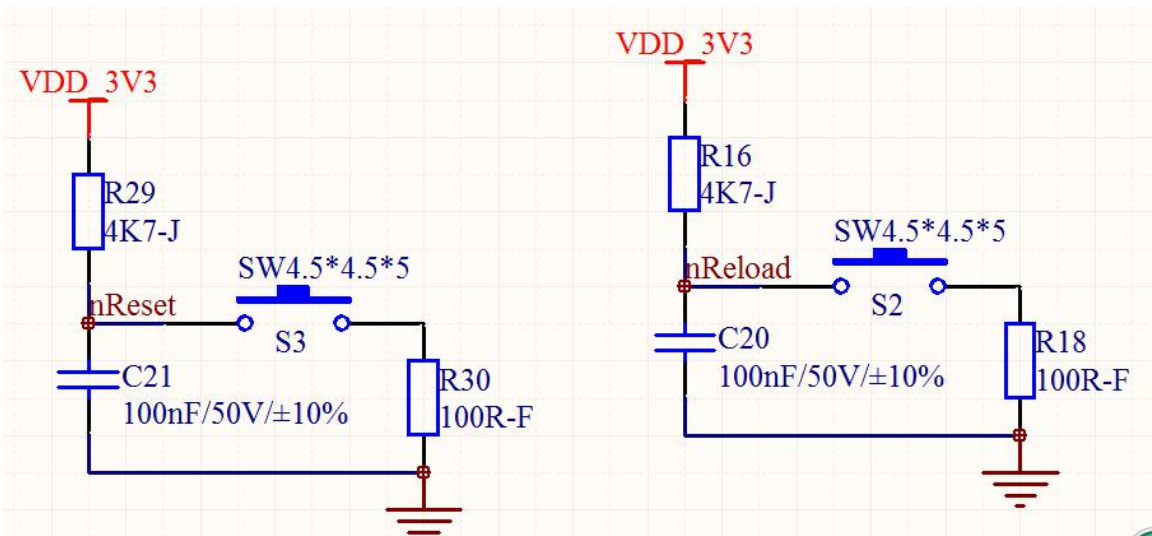 VDD_3V3
R29
4K7-J
nReset
SW4.5*4.5*5
S3
C21
100nF/50V/±10%
R30
100R-F
VDD_3V3
R16
4K7-J
nReload
SW4.5*4.5*5
S2
C20
100nF/50V/±10%
R18
100R-F